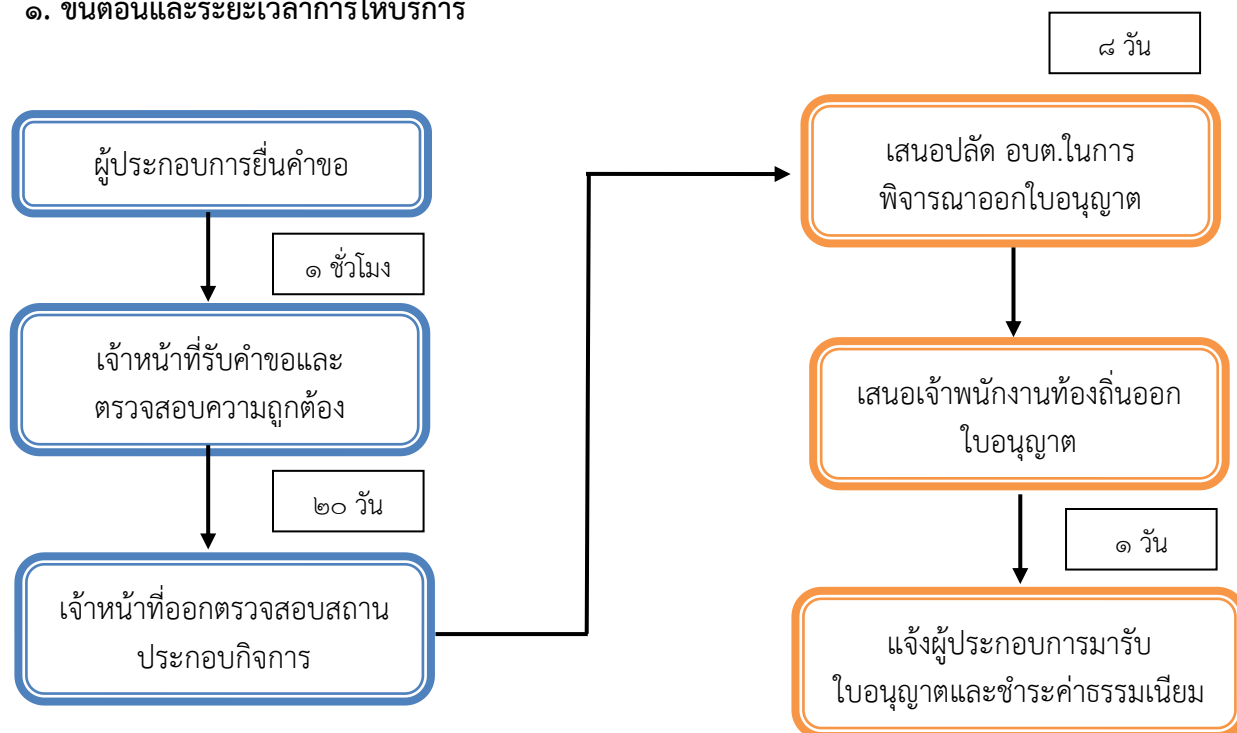 ๑. ขั้นตอนและระยะเวลาการให้บริการ
ผู้ประกอบการยื่นคำขอ
๑ ชั่วโมง
เจ้าหน้าที่รับคำขอและ
ตรวจสอบความถูกต้อง
๒๐ วัน
เจ้าหน้าที่ออกตรวจสอบสถาน
ประกอบกิจการ
๘ วัน
เสนอปลัด อบต.ในการ
พิจารณาออกใบอนุญาต
เสนอเจ้าพนักงานท้องถิ่นออก
ใบอนุญาต
๑ วัน
แจ้งผู้ประกอบการมารับ
ใบอนุญาตและชำระค่าธรรมเนียม